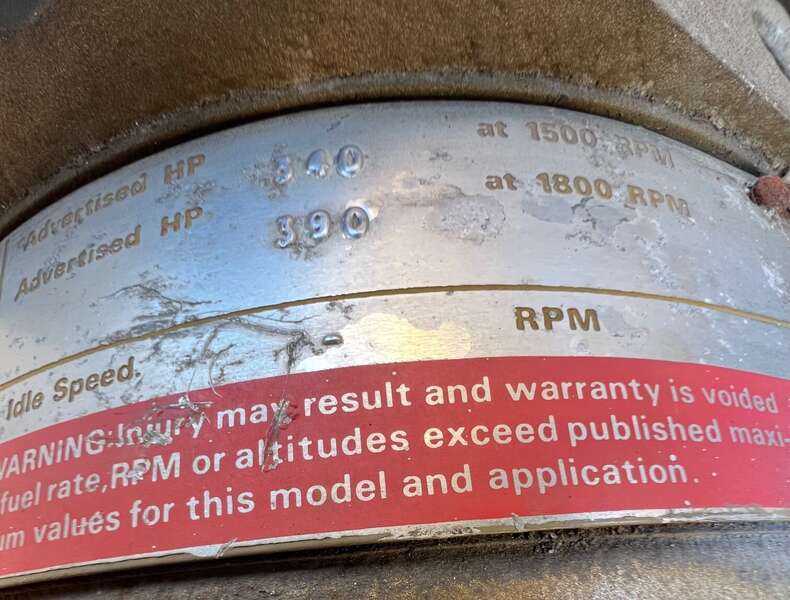 Advertised HP 340 at 1500 RPM
Advertised HP 390 at 1800 RPM
Idle Speed. - RPM
WARNING:Injury may result and warranty is voided
fuel rate,RPM or altitudes exceed published maxi-
um values for this model and application.